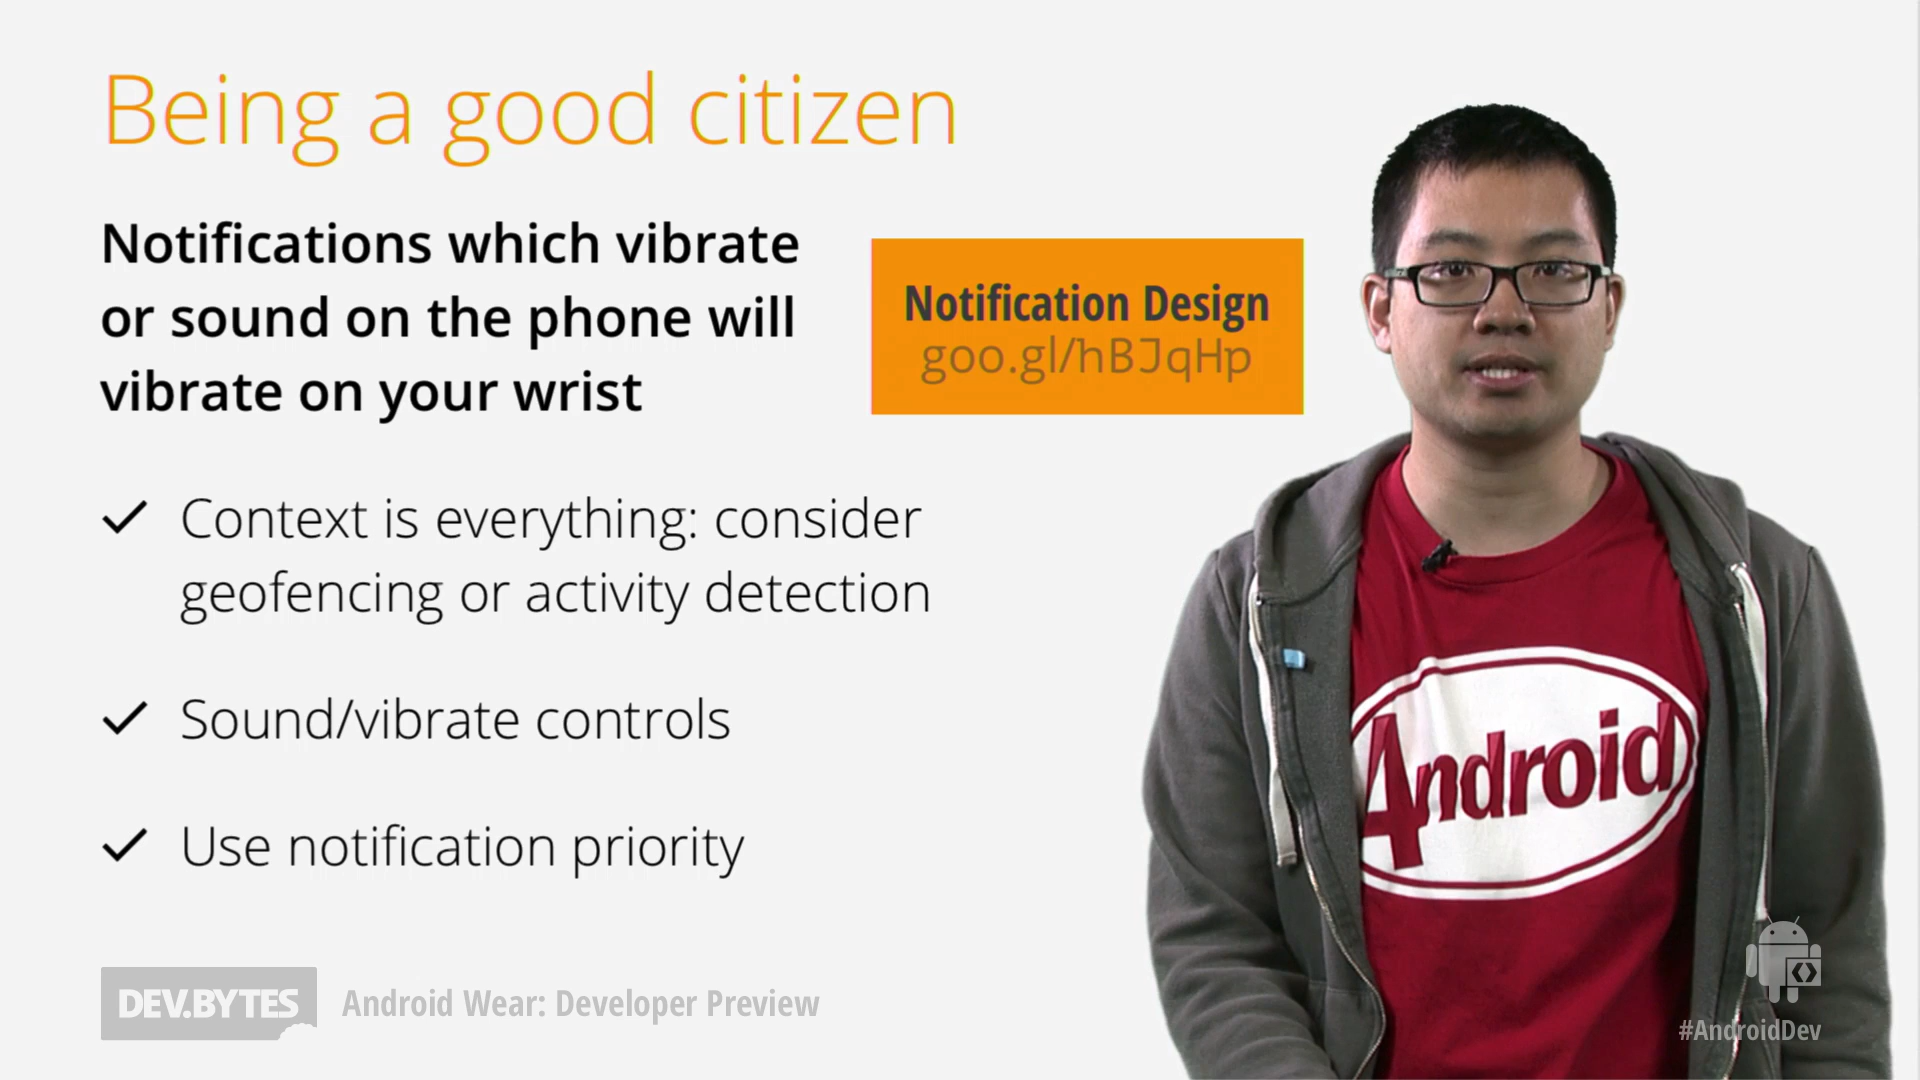 Being a good citizen
Notifications which vibrate
or sound on the phone will
vibrate on your wrist
Notification Design
goo.gl/hBJqHp
Context is everything: consider
geofencing or activity detection
Sound/vibrate controls
Use notification priority
Android
DEV.BYTES
Android Wear: Developer Preview
#AndroidDev